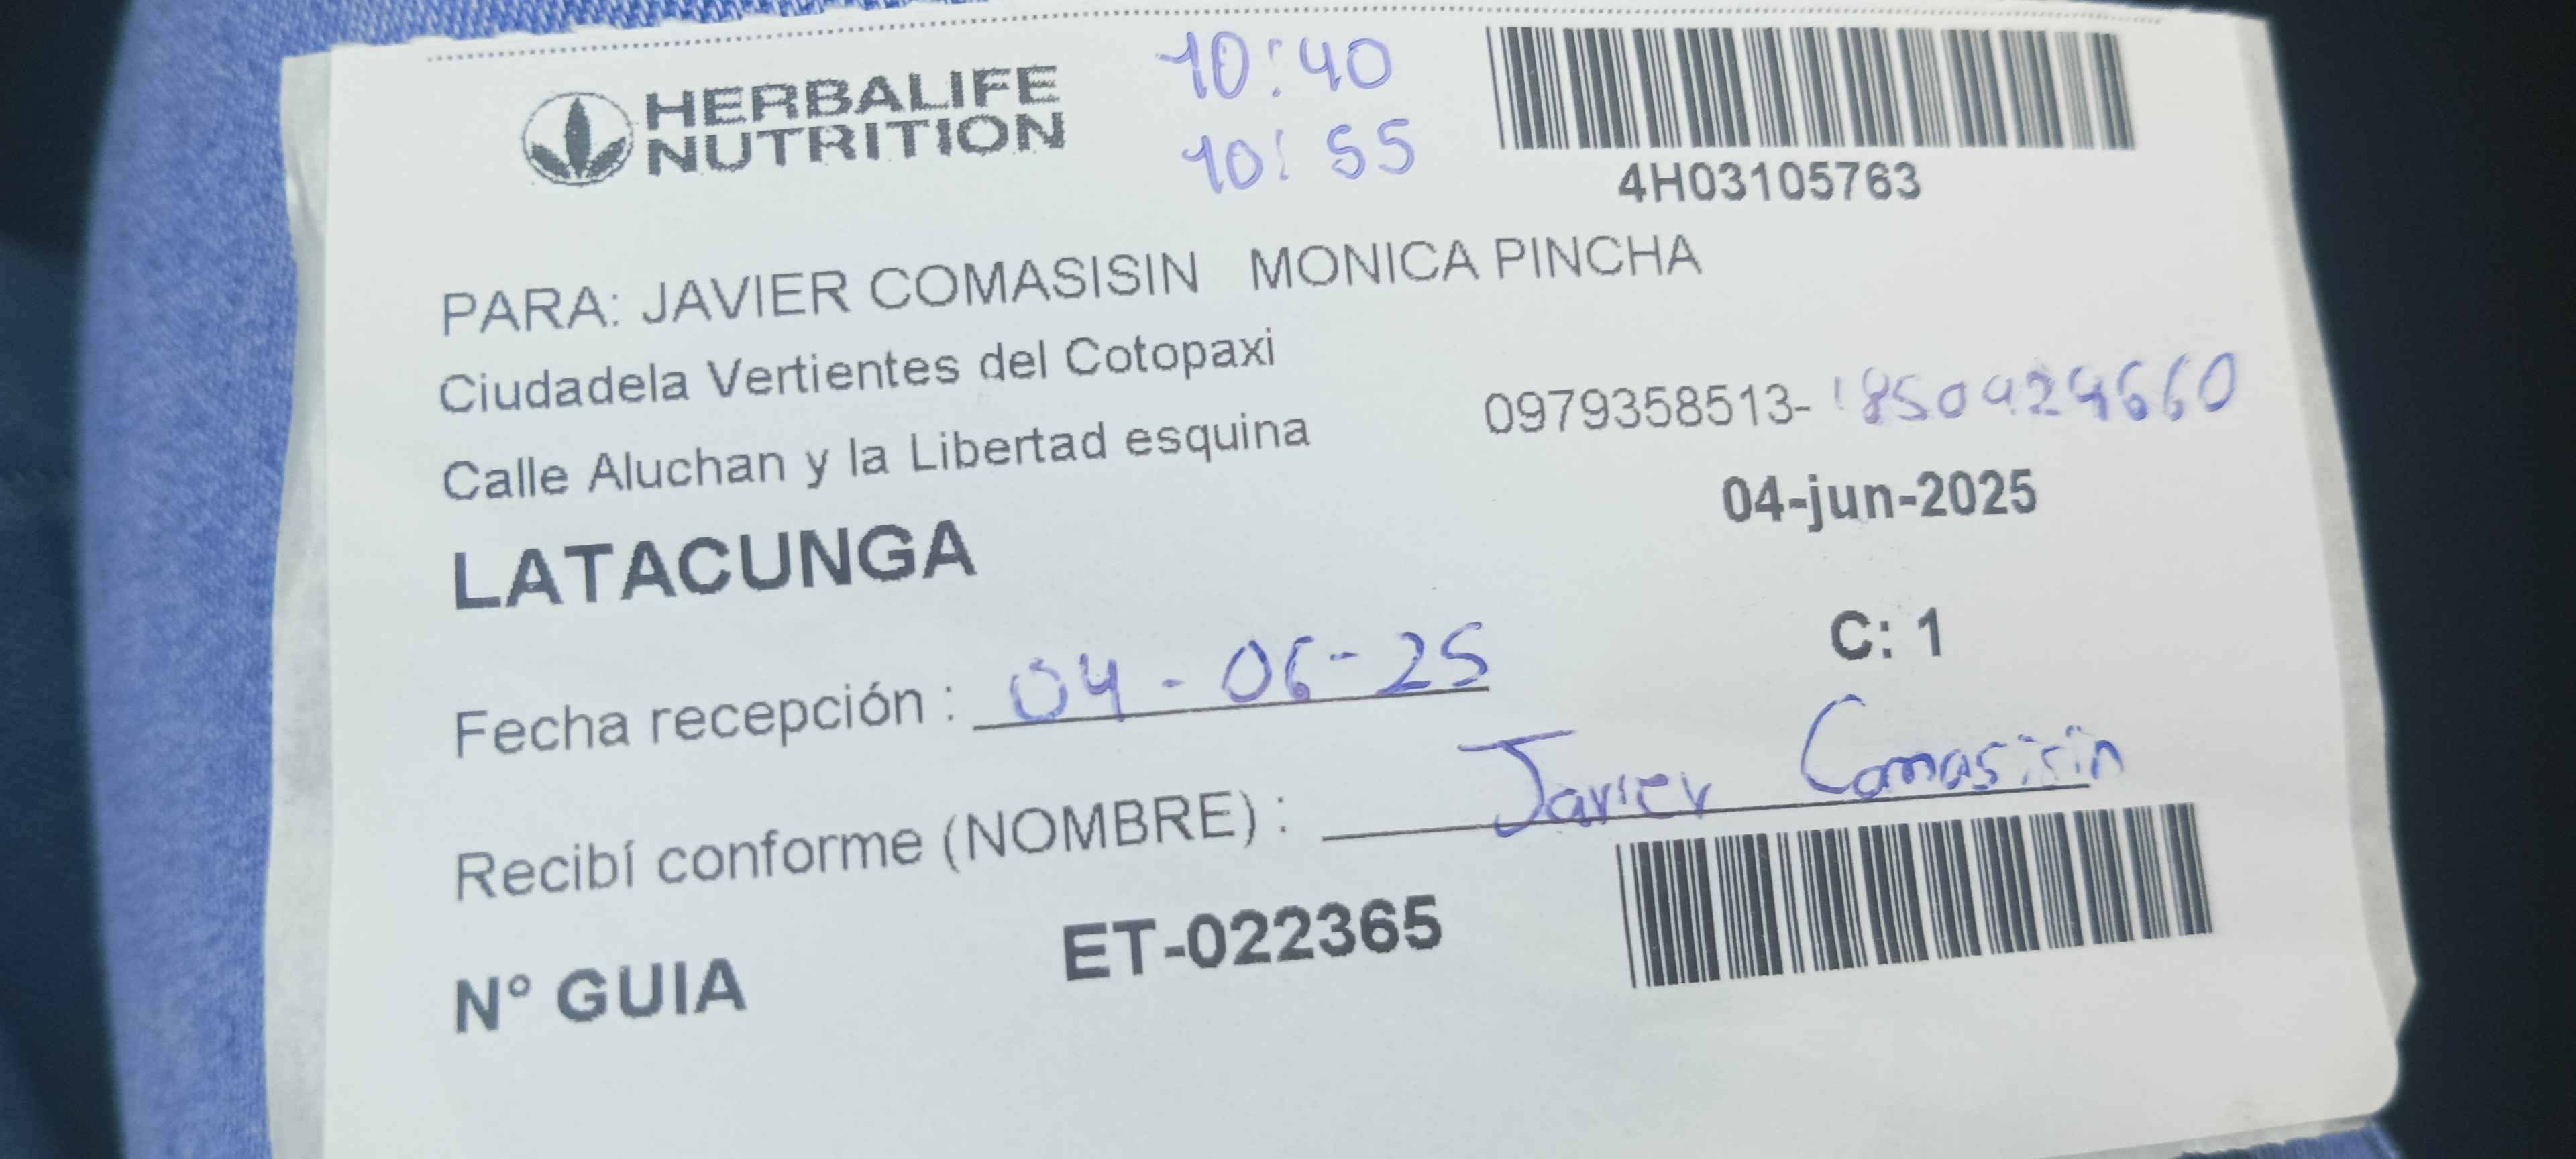 HERBALIFE
NUTRITION
10:40
10:55
4H03105763
PARA: JAVIER COMASISIN MONICA PINCHA
Ciudadela Vertientes del Cotopaxi
Calle Aluchan y la Libertad esquina
0979358513-
04-jun-2025
LATACUNGA
C: 1
Fecha recepción : 04-06-25
Recibí conforme (NOMBRE) : Javier Comasisin
N° GUIA ET-022365